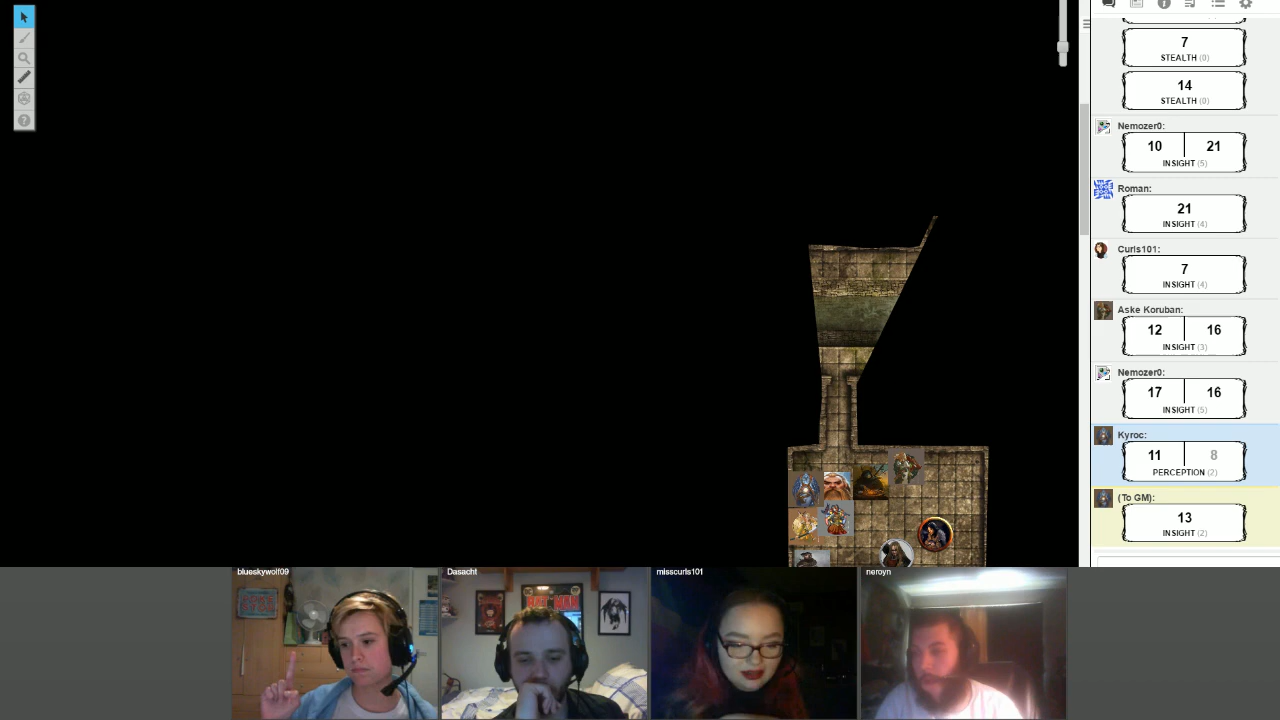 7
STEALTH (0)
14
STEALTH (0)
Nemozer0:
10 21
INSIGHT (5)
Roman:
21
INSIGHT (4)
Curls101:
7
INSIGHT (4)
Aske Koruban:
12 16
INSIGHT (3)
Nemozer0:
17 16
INSIGHT (5)
Kyroc:
11 8
PERCEPTION (2)
(To GM):
13
INSIGHT (2)
blueskywolf09
Dasacht
misscurls101
neroyn